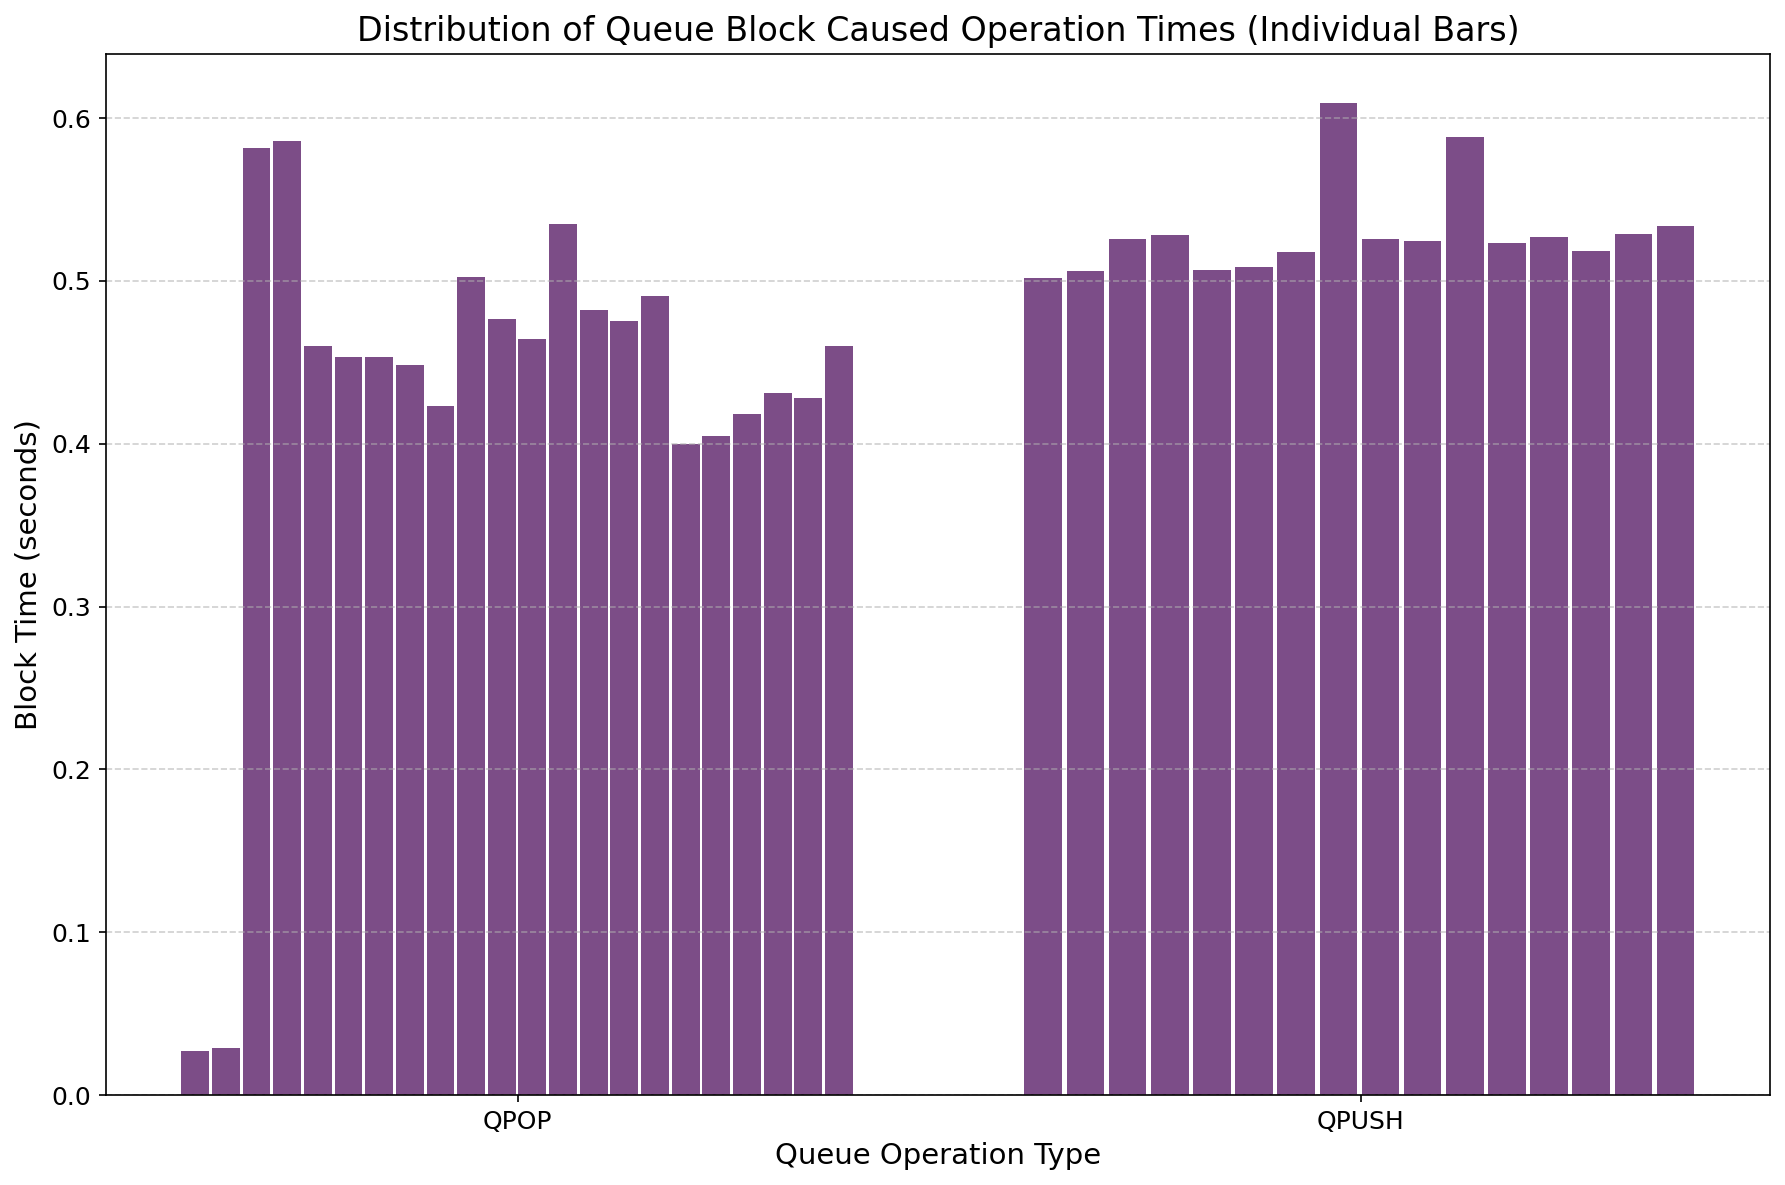 Distribution of Queue Block Caused Operation Times (Individual Bars)
Block Time (seconds)
0.6
0.5
0.4
0.3
0.2
0.1
0.0
QPOP
QPUSH
Queue Operation Type